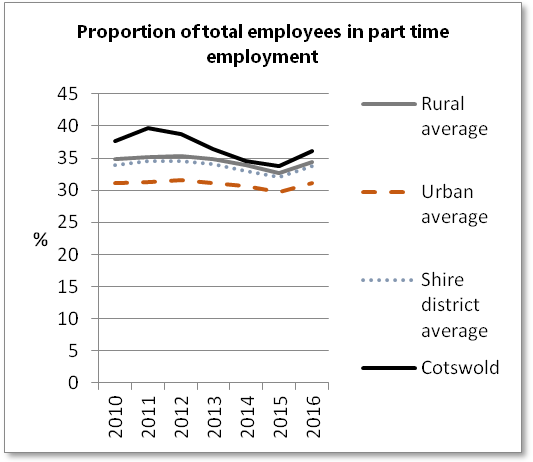 Proportion of total employees in part time
employment
45
40
35
30
25
20
15
10
5
0
%
2010
2011
2012
2013
2014
2015
2016
Rural
average
Urban
average
Shire
district
average
Cotswold